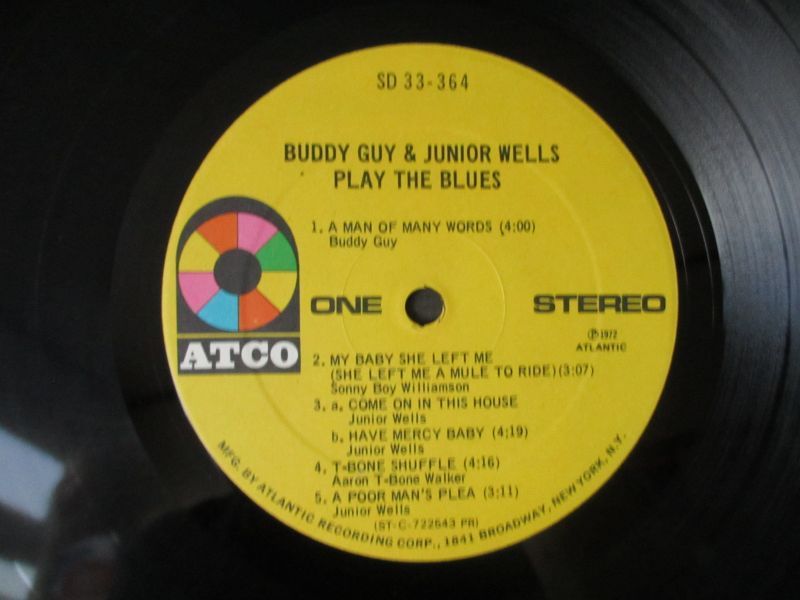 SD 33-364
BUDDY GUY & JUNIOR WELLS
PLAY THE BLUES
1. A MAN OF MANY WORDS (4:00)
Buddy Guy
ONE
STEREO
Ⓟ1972
ATLANTIC
ATCO
2. MY BABY SHE LEFT ME
(SHE LEFT ME A MULE TO RIDE)(3:07)
Sonny Boy Williamson
3. a. COME ON IN THIS HOUSE
Junior Wells
b. HAVE MERCY BABY (4:19)
Junior Wells
4. T-BONE SHUFFLE (4:16)
Aaron T-Bone Walker
5. A POOR MAN'S PLEA (3:11)
Junior Wells
(ST-C-722543 PR)
MFG. BY ATLANTIC RECORDING CORP., 1841 BROADWAY, NEW YORK, N.Y.